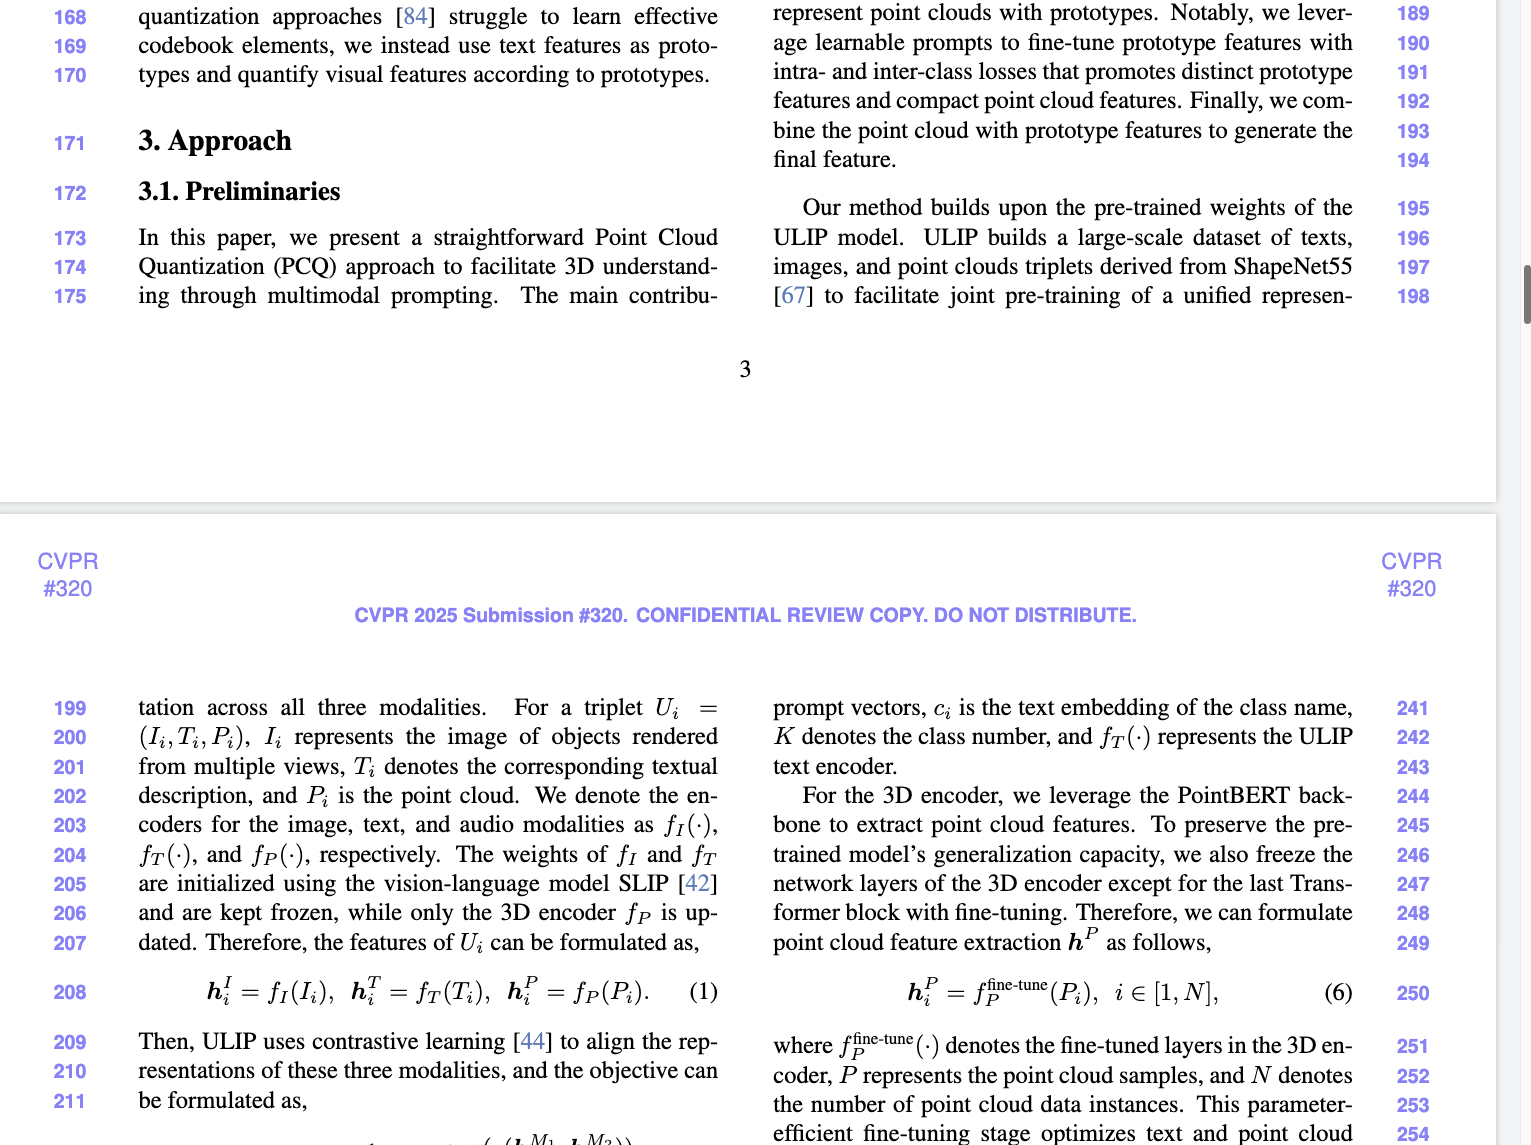 168 quantization approaches [84] struggle to learn effective
169 codebook elements, we instead use text features as proto-
170 types and quantify visual features according to prototypes.
171 3. Approach
172 3.1. Preliminaries
173 In this paper, we present a straightforward Point Cloud
174 Quantization (PCQ) approach to facilitate 3D understand-
175 ing through multimodal prompting. The main contribu-
represent point clouds with prototypes. Notably, we lever- 189
age learnable prompts to fine-tune prototype features with 190
intra- and inter-class losses that promotes distinct prototype 191
features and compact point cloud features. Finally, we com- 192
bine the point cloud with prototype features to generate the 193
final feature. 194
Our method builds upon the pre-trained weights of the 195
ULIP model. ULIP builds a large-scale dataset of texts, 196
images, and point clouds triplets derived from ShapeNet55 197
[67] to facilitate joint pre-training of a unified represen- 198
3
CVPR
#320
CVPR
#320
CVPR 2025 Submission #320. CONFIDENTIAL REVIEW COPY. DO NOT DISTRIBUTE.
199 tation across all three modalities. For a triplet U_i =
200 (I_i, T_i, P_i), I_i represents the image of objects rendered
201 from multiple views, T_i denotes the corresponding textual
202 description, and P_i is the point cloud. We denote the en-
203 coders for the image, text, and audio modalities as f_I(·),
204 f_T(·), and f_P(·), respectively. The weights of f_I and f_T
205 are initialized using the vision-language model SLIP [42]
206 and are kept frozen, while only the 3D encoder f_P is up-
207 dated. Therefore, the features of U_i can be formulated as,
208 h_i^I = f_I(I_i), h_i^T = f_T(T_i), h_i^P = f_P(P_i). (1)
209 Then, ULIP uses contrastive learning [44] to align the rep-
210 resentations of these three modalities, and the objective can
211 be formulated as,
prompt vectors, c_i is the text embedding of the class name, 241
K denotes the class number, and f_T(·) represents the ULIP 242
text encoder. 243
For the 3D encoder, we leverage the PointBERT back- 244
bone to extract point cloud features. To preserve the pre- 245
trained model's generalization capacity, we also freeze the 246
network layers of the 3D encoder except for the last Trans- 247
former block with fine-tuning. Therefore, we can formulate 248
point cloud feature extraction h^P as follows, 249
h_i^P = f_P^fine-tune(P_i), i ∈ [1, N], (6) 250
where f_P^fine-tune(·) denotes the fine-tuned layers in the 3D en- 251
coder, P represents the point cloud samples, and N denotes 252
the number of point cloud data instances. This parameter- 253
efficient fine-tuning stage optimizes text and point cloud 254